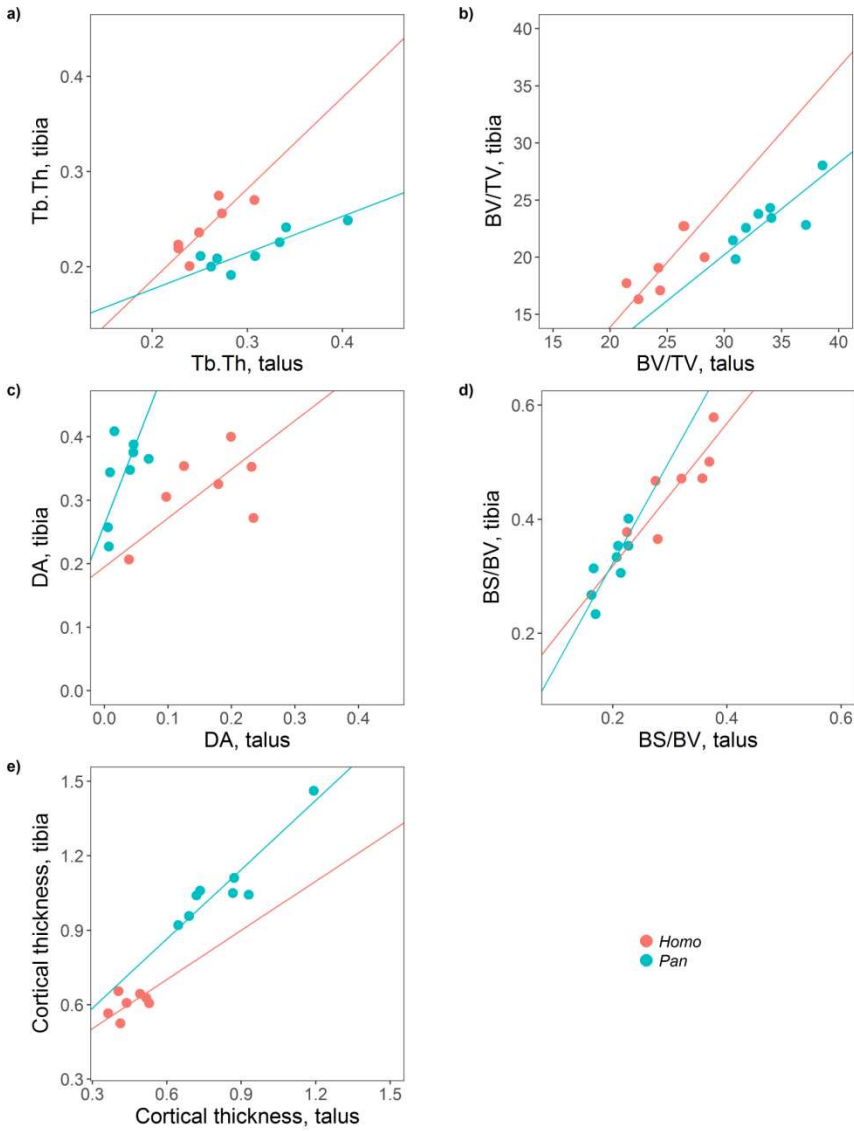 a)
Tb.Th, tibia
0.4
0.3
0.2
0.2
0.3
0.4
Tb.Th, talus
b)
BV/TV, tibia
40
35
30
25
20
15
15
20
25
30
35
40
BV/TV, talus
c)
DA, tibia
0.4
0.3
0.2
0.1
0.0
0.0
0.1
0.2
0.3
0.4
DA, talus
d)
BS/BV, tibia
0.6
0.4
0.2
0.2
0.4
0.6
BS/BV, talus
e)
Cortical thickness, tibia
1.5
1.2
0.9
0.6
0.3
0.3
0.6
0.9
1.2
1.5
Cortical thickness, talus
Homo
Pan